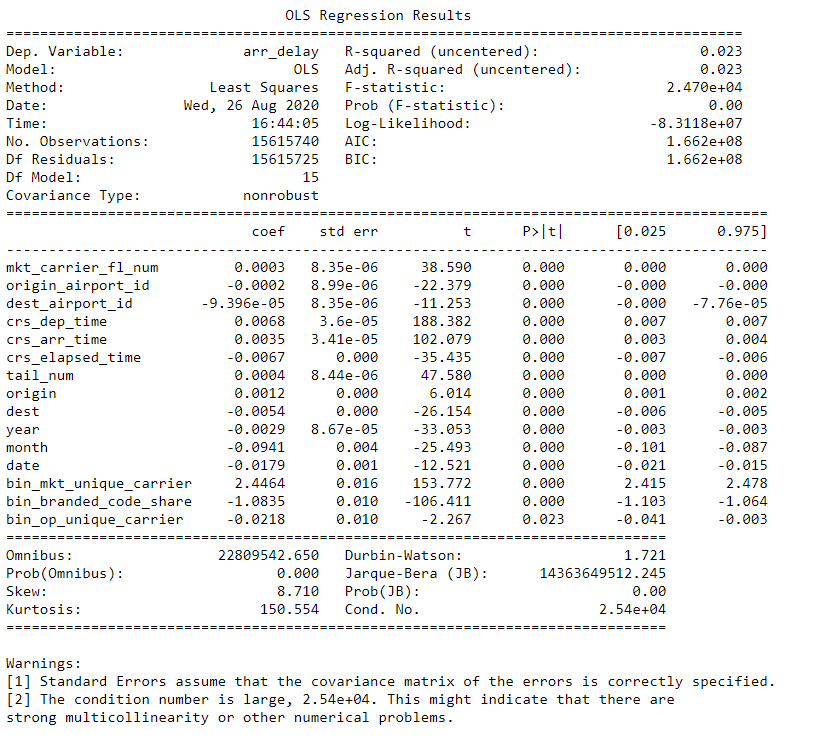 OLS Regression Results
==============================================================================
Dep. Variable: arr_delay R-squared (uncentered): 0.023
Model: OLS Adj. R-squared (uncentered): 0.023
Method: Least Squares F-statistic: 2.470e+04
Date: Wed, 26 Aug 2020 Prob (F-statistic): 0.00
Time: 16:44:05 Log-Likelihood: -8.3118e+07
No. Observations: 15615740 AIC: 1.662e+08
Df Residuals: 15615725 BIC: 1.662e+08
Df Model: 15
Covariance Type: nonrobust
==============================================================================
coef std err t P>|t| [0.025 0.975]
------------------------------------------------------------------------------
mkt_carrier_fl_num 0.0003 8.35e-06 38.590 0.000 0.000 0.000
origin_airport_id -0.0002 8.99e-06 -22.379 0.000 -0.000 -0.000
dest_airport_id -9.396e-05 8.35e-06 -11.253 0.000 -0.000 -7.76e-05
crs_dep_time 0.0068 3.6e-05 188.382 0.000 0.007 0.007
crs_arr_time 0.0035 3.41e-05 102.079 0.000 0.003 0.004
crs_elapsed_time -0.0067 0.000 -35.435 0.000 -0.007 -0.006
tail_num 0.0004 8.44e-06 47.580 0.000 0.000 0.000
origin 0.0012 0.000 6.014 0.000 0.001 0.002
dest -0.0054 0.000 -26.154 0.000 -0.006 -0.005
year -0.0029 8.67e-05 -33.053 0.000 -0.003 -0.003
month -0.0941 0.004 -25.493 0.000 -0.101 -0.087
date -0.0179 0.001 -12.521 0.000 -0.021 -0.015
bin_mkt_unique_carrier 2.4464 0.016 153.772 0.000 2.415 2.478
bin_branded_code_share -1.0835 0.010 -106.411 0.000 -1.103 -1.064
bin_op_unique_carrier -0.0218 0.010 -2.267 0.023 -0.041 -0.003
==============================================================================
Omnibus: 22809542.650 Durbin-Watson: 1.721
Prob(Omnibus): 0.000 Jarque-Bera (JB): 14363649512.245
Skew: 8.710 Prob(JB): 0.00
Kurtosis: 150.554 Cond. No. 2.54e+04
==============================================================================
Warnings:
[1] Standard Errors assume that the covariance matrix of the errors is correctly specified.
[2] The condition number is large, 2.54e+04. This might indicate that there are
strong multicollinearity or other numerical problems.